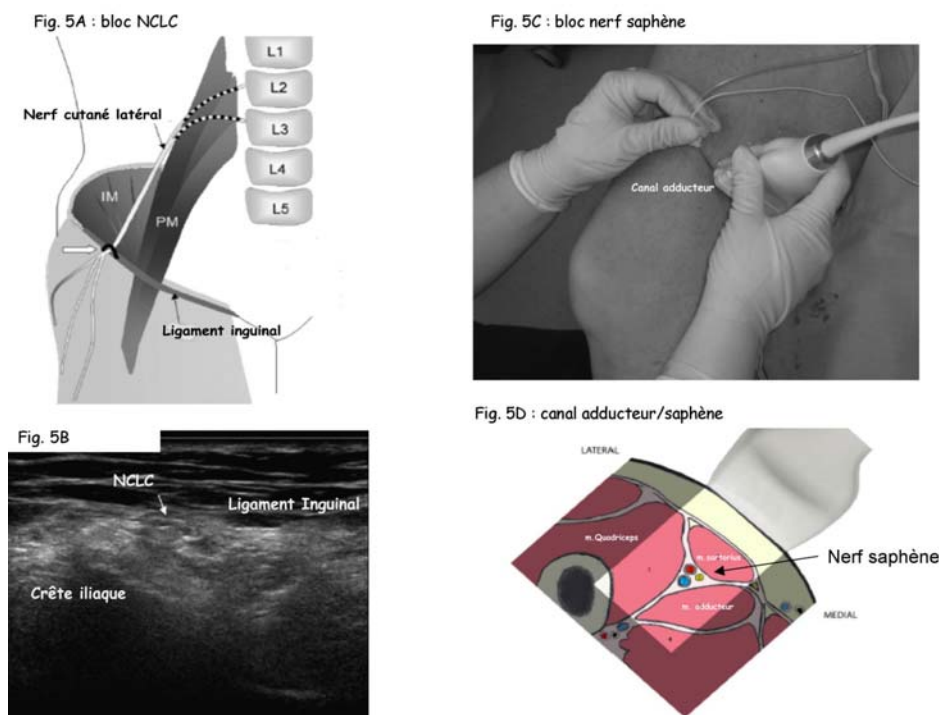 Fig. 5A : bloc NCLC
L1
L2
L3
L4
L5
Nerf cutané latéral
IM
PM
Ligament inguinal
Fig. 5B
NCLC
Ligament Inguinal
Crête iliaque
Fig. 5C : bloc nerf saphène
Canal adducteur
Fig. 5D : canal adducteur/saphène
LATERAL
m.Quadriceps
m.sartorius
Nerf saphène
m. adducteur
MEDIAL